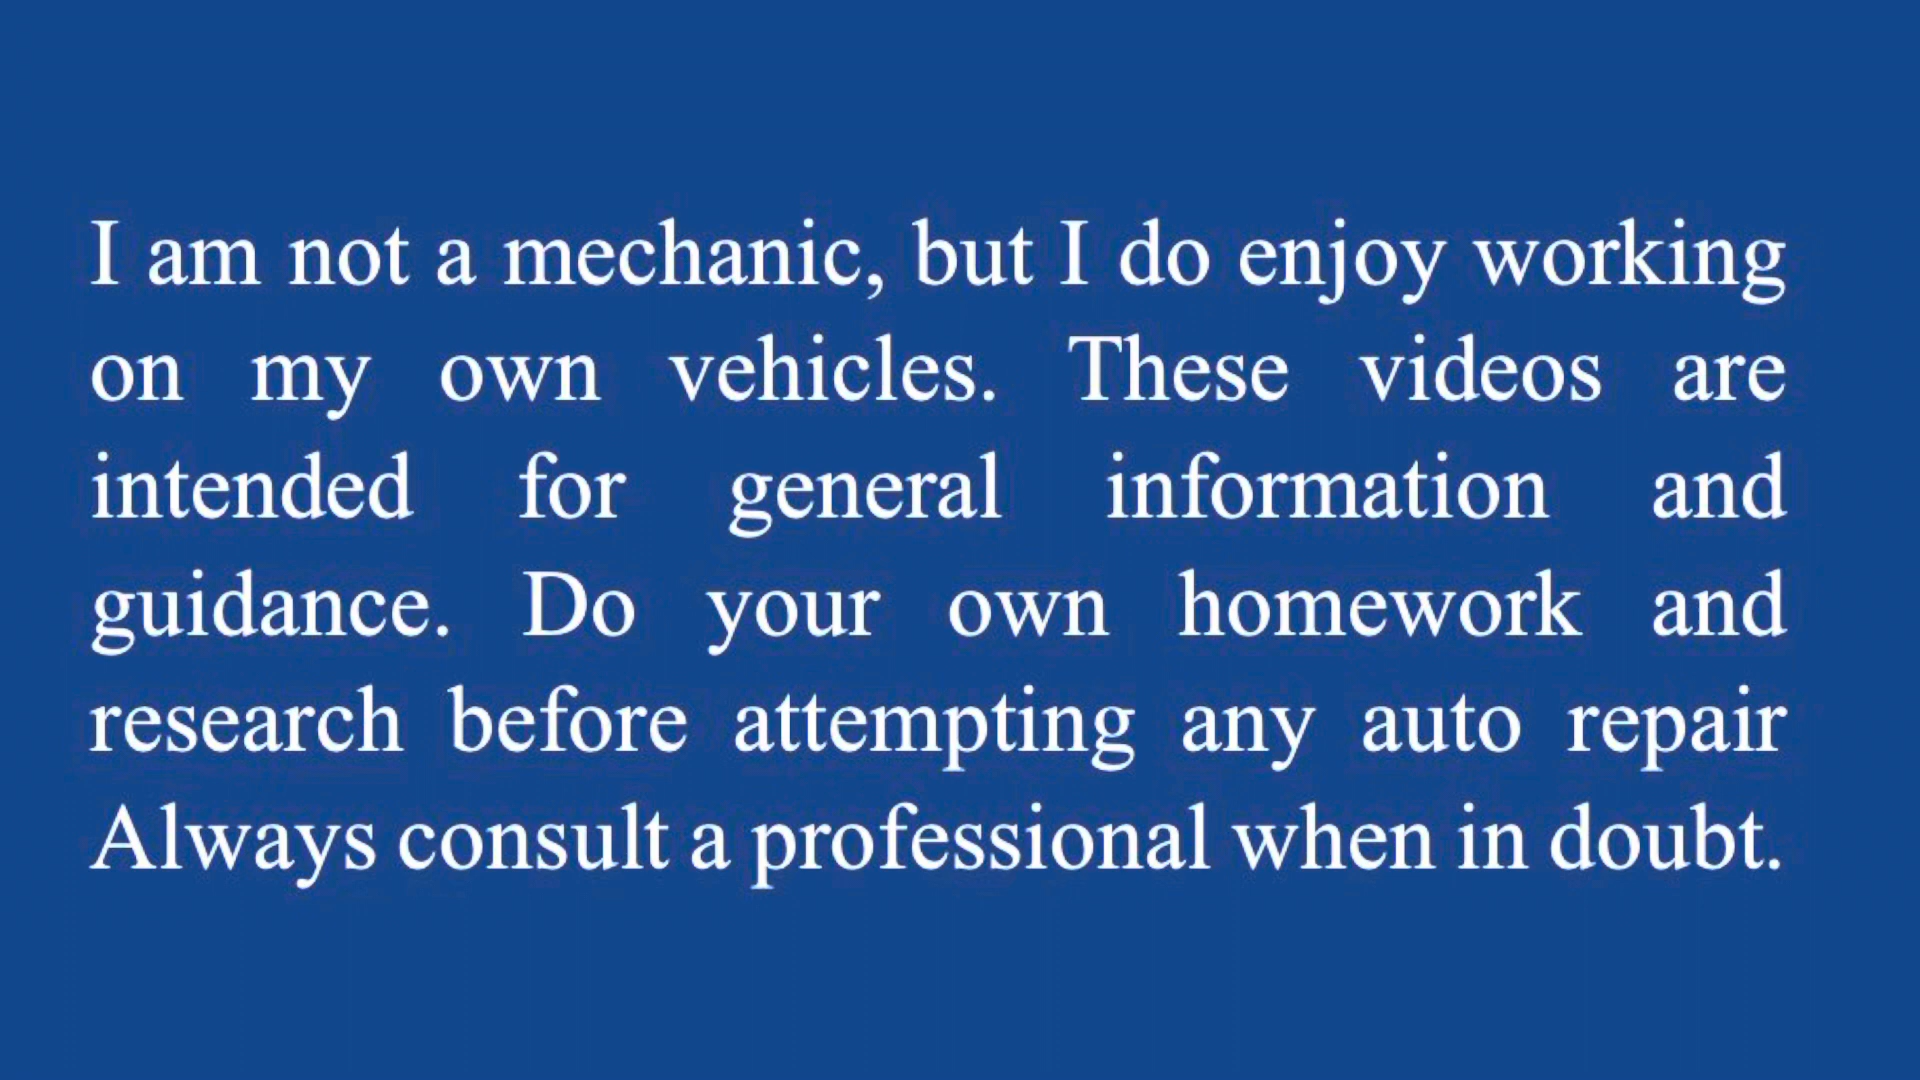 I am not a mechanic, but I do enjoy working
on my own vehicles. These videos are
intended for general information and
guidance. Do your own homework and
research before attempting any auto repair
Always consult a professional when in doubt.